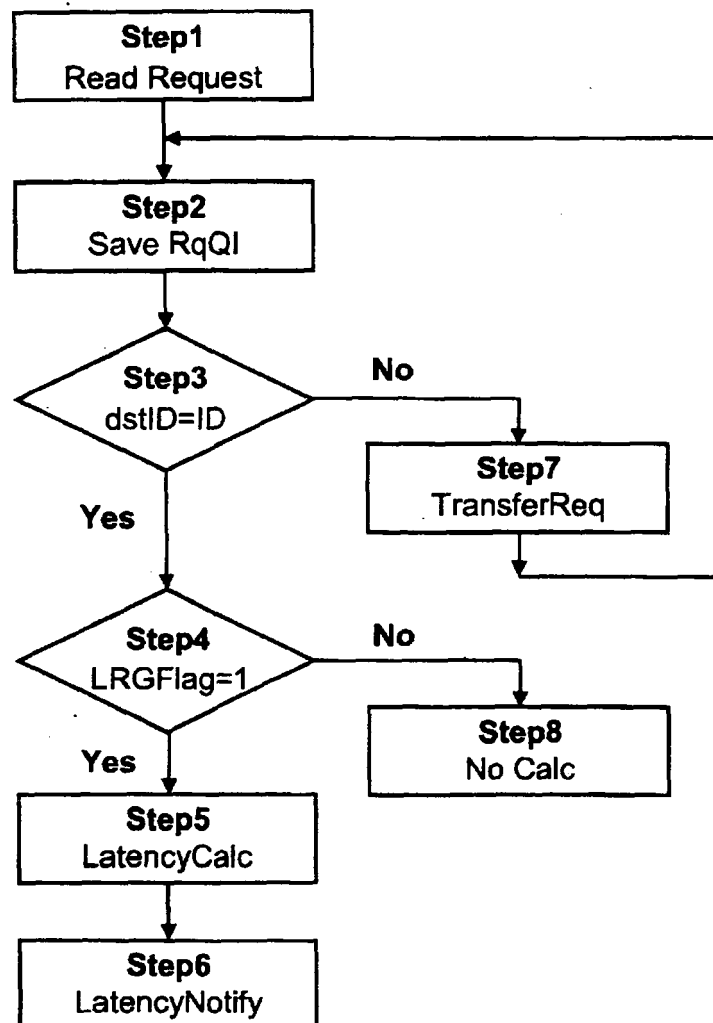 Step1
Read Request
Step2
Save RqQI
Step3
dstID=ID
No
Step7
TransferReq
Yes
Step4
LRGFlag=1
No
Step8
No Calc
Yes
Step5
LatencyCalc
Step6
LatencyNotify